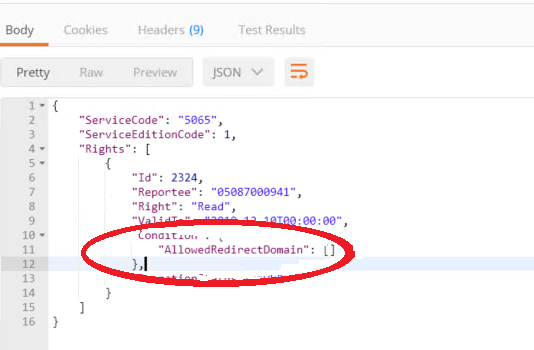 Body Cookies Headers (9) Test Results
Pretty Raw Preview JSON
1 {
2 "ServiceCode": "5065",
3 "ServiceEditionCode": 1,
4 "Rights": [
5 {
6 "Id": 2324,
7 "Reportee": "05087000941",
8 "Right": "Read",
9 "ValidTo": "2019-12-10T00:00:00",
10 "Condition": {
11 "AllowedRedirectDomain": []
12 },
13
14 }
15 ]
16 }